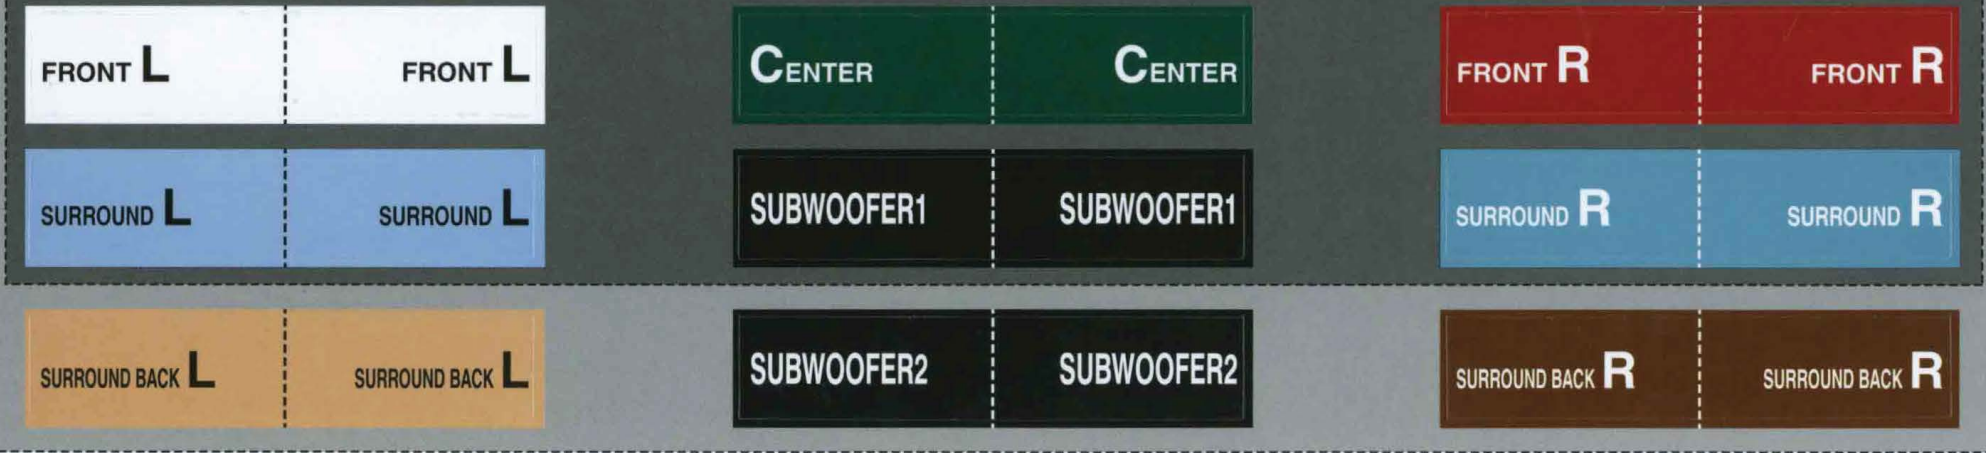 FRONT L FRONT L CENTER CENTER FRONT R FRONT R
SURROUND L SURROUND L SUBWOOFER1 SUBWOOFER1 SURROUND R SURROUND R
SURROUND BACK L SURROUND BACK L SUBWOOFER2 SUBWOOFER2 SURROUND BACK R SURROUND BACK R